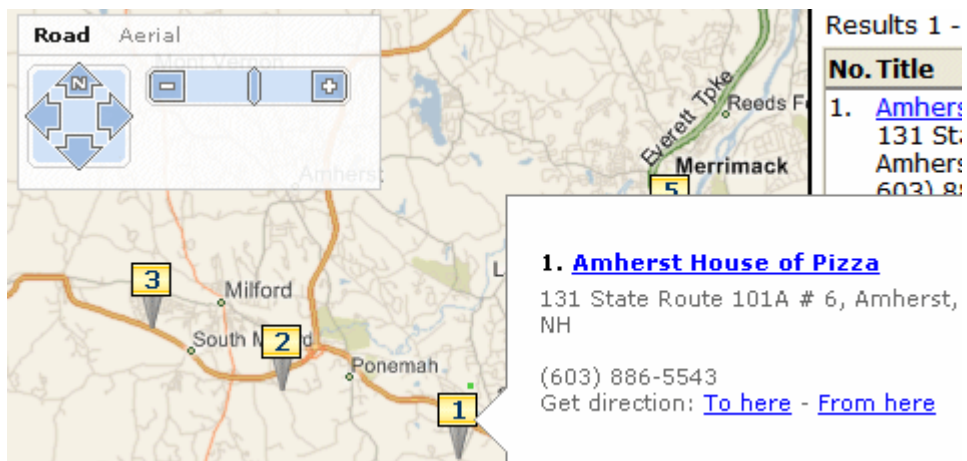 Road Aerial
Mont Vernon
N
Amherst
Everett Tpke
Reeds F
Merrimack
5
3
Milford
South M
2
d
Ponemah
1
L
1. Amherst House of Pizza
131 State Route 101A # 6, Amherst,
NH
(603) 886-5543
Get direction: To here - From here
Results 1 -
No. Title
1. Amhers
131 Sta
Amhers
603) 88